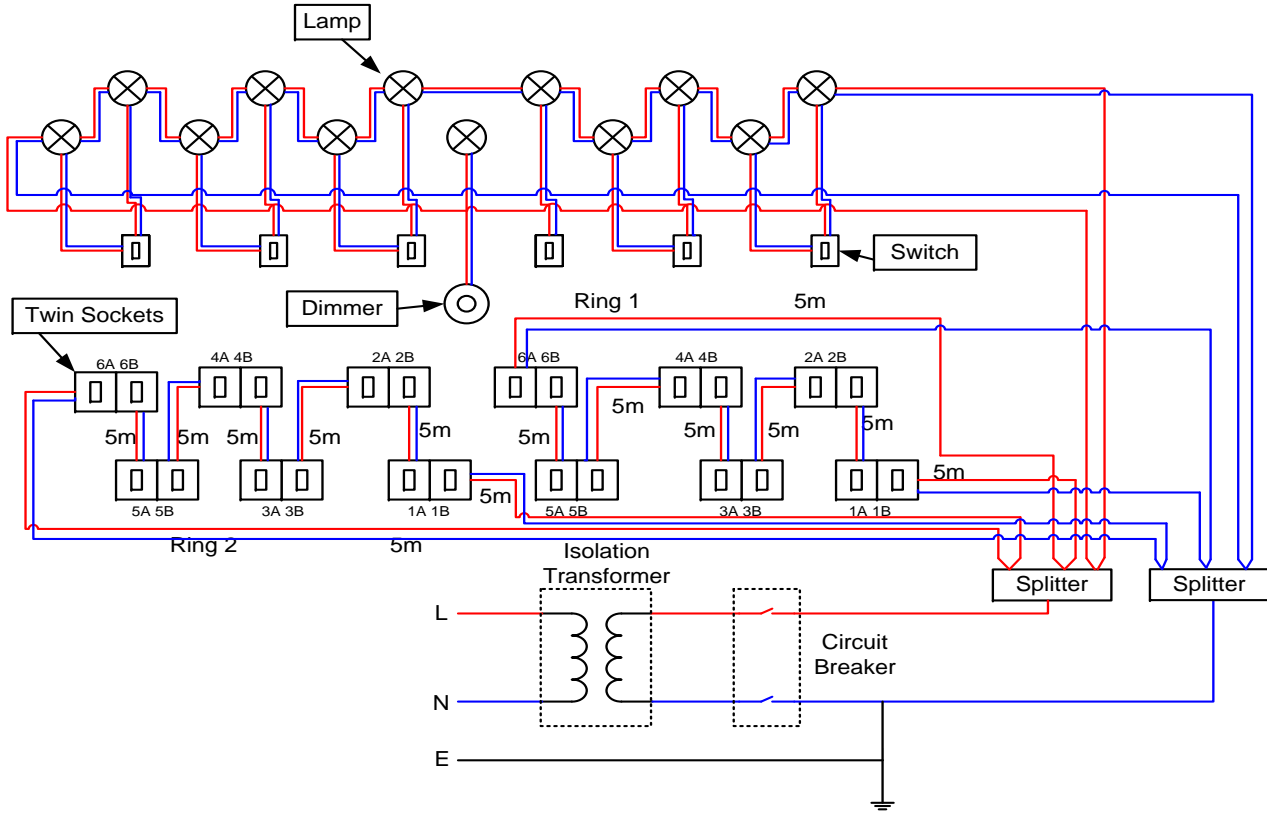 Lamp
Switch
Dimmer
Ring 1
5m
Twin Sockets
6A 6B
4A 4B
2A 2B
6A 6B
4A 4B
2A 2B
5m
5m
5m
5m
5m
5m
5m
5m
5m
5m
5m
5m
5A 5B
3A 3B
1A 1B
5A 5B
3A 3B
1A 1B
Ring 2
5m
Isolation
Transformer
Splitter
Splitter
L
Circuit
Breaker
N
E